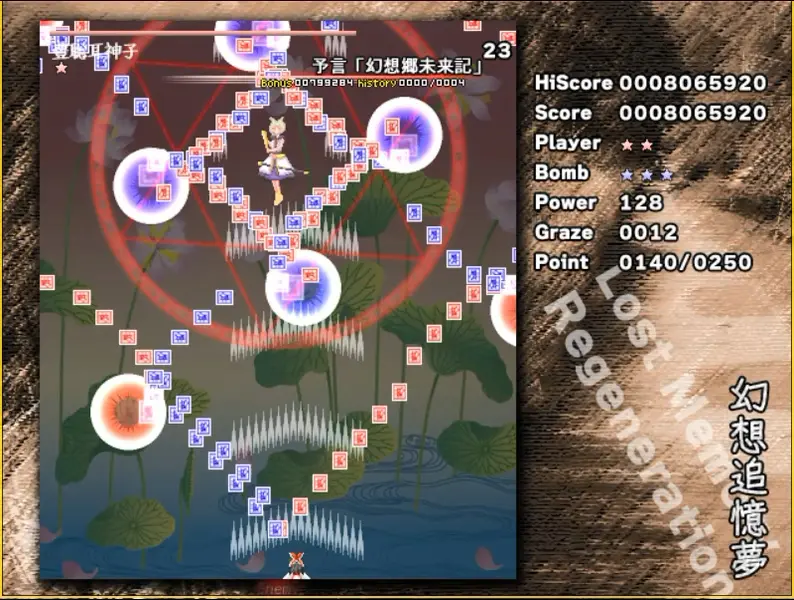 豊聡耳神子
23
予言「幻想郷未来記」
Bonus 00799284 history 0000/0004
HiScore 0008065920
Score 0008065920
Player ★★
Bomb ★★★
Power 128
Graze 0012
Point 0140/0250
Lost Memory
Regeneration
幻想追憶夢